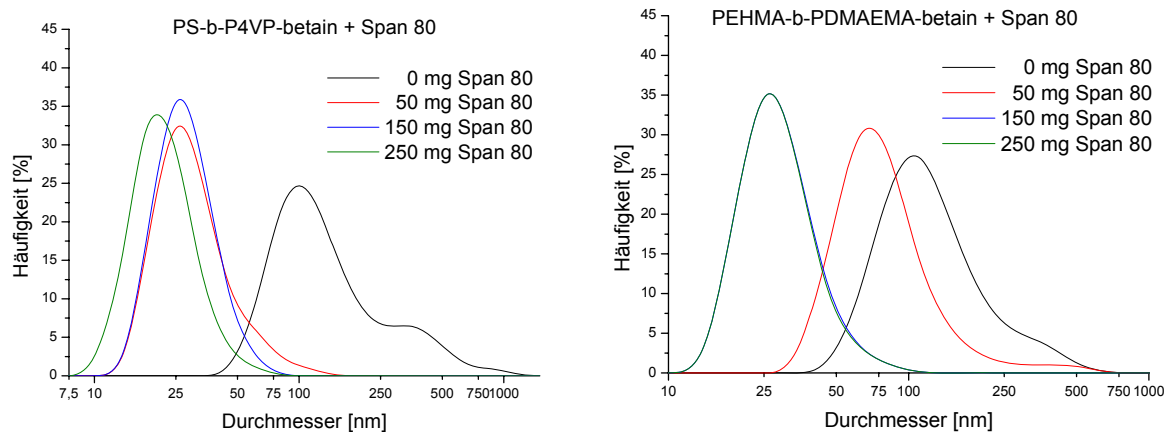 PS-b-P4VP-betain + Span 80
0 mg Span 80
50 mg Span 80
150 mg Span 80
250 mg Span 80
Häufigkeit [%]
45
40
35
30
25
20
15
10
5
0
7,5 10 25 50 75 100 250 500 750 1000
Durchmesser [nm]
PEHMA-b-PDMAEMA-betain + Span 80
0 mg Span 80
50 mg Span 80
150 mg Span 80
250 mg Span 80
Häufigkeit [%]
45
40
35
30
25
20
15
10
5
0
10 25 50 75 100 250 500 750 1000
Durchmesser [nm]